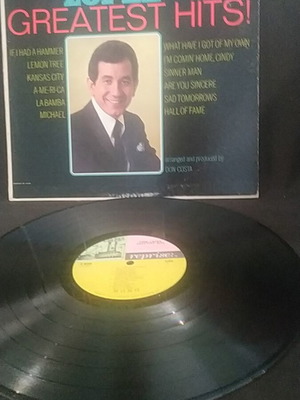 GREATEST HITS!
IF I HAD A HAMMER
LEMON TREE
KANSAS CITY
A-ME-RI-CA
LA BAMBA
MICHAEL
WHAT HAVE I GOT OF MY OWN
I'M COMIN' HOME, CINDY
SINNER MAN
ARE YOU SINCERE
SAD TOMORROWS
HALL OF FAME
arranged and produced by
DON COSTA
reprise: